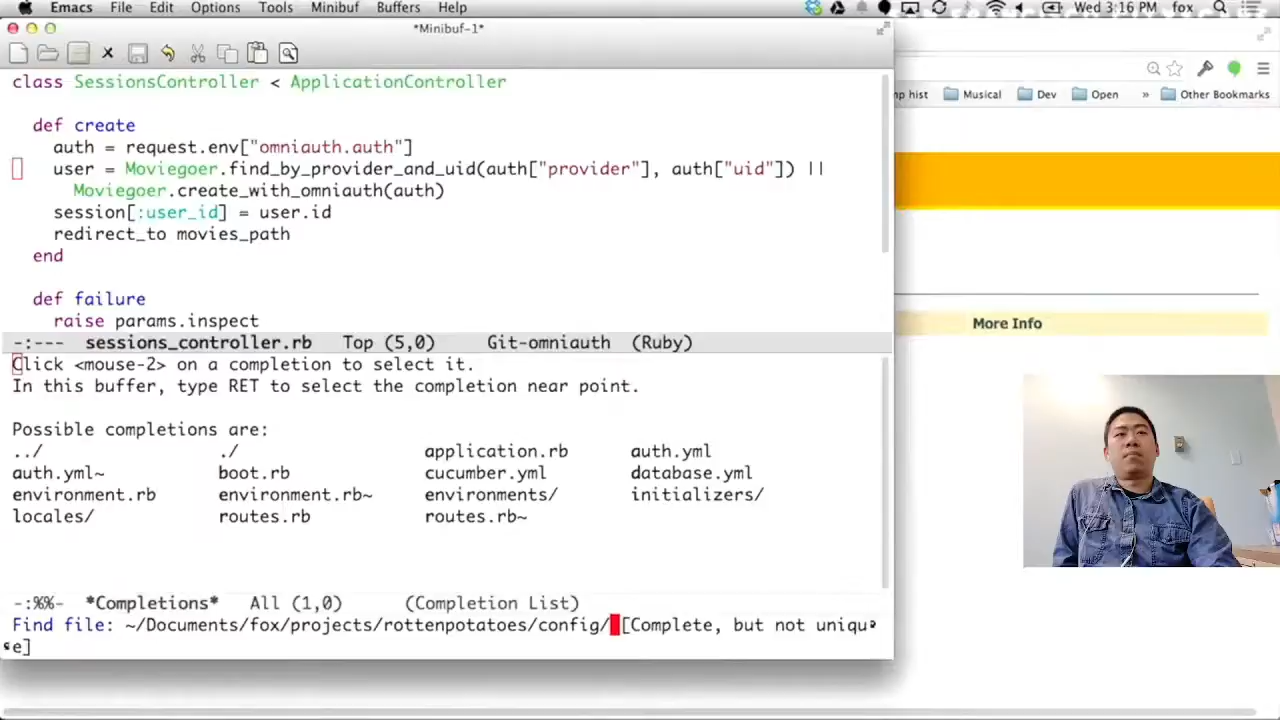 Emacs File Edit Options Tools Minibuf Buffers Help Wed 3:16 PM fox
*Minibuf-1*
class SessionsController < ApplicationController
def create
auth = request.env["omniauth.auth"]
user = Moviegoer.find_by_provider_and_uid(auth["provider"], auth["uid"]) ||
Moviegoer.create_with_omniauth(auth)
session[:user_id] = user.id
redirect_to movies_path
end
def failure
raise params.inspect
-:--- sessions_controller.rb Top (5,0) Git-omniauth (Ruby)
Click <mouse-2> on a completion to select it.
In this buffer, type RET to select the completion near point.
Possible completions are:
../ ./ application.rb auth.yml
auth.yml~ boot.rb cucumber.yml database.yml
environment.rb environment.rb~ environments/ initializers/
locales/ routes.rb routes.rb~
-:%%- *Completions* All (1,0) (Completion List)
Find file: ~/Documents/fox/projects/rottenpotatoes/config/ [Complete, but not uniqu
e]
hist Musical Dev Open » Other Bookmarks
More Info